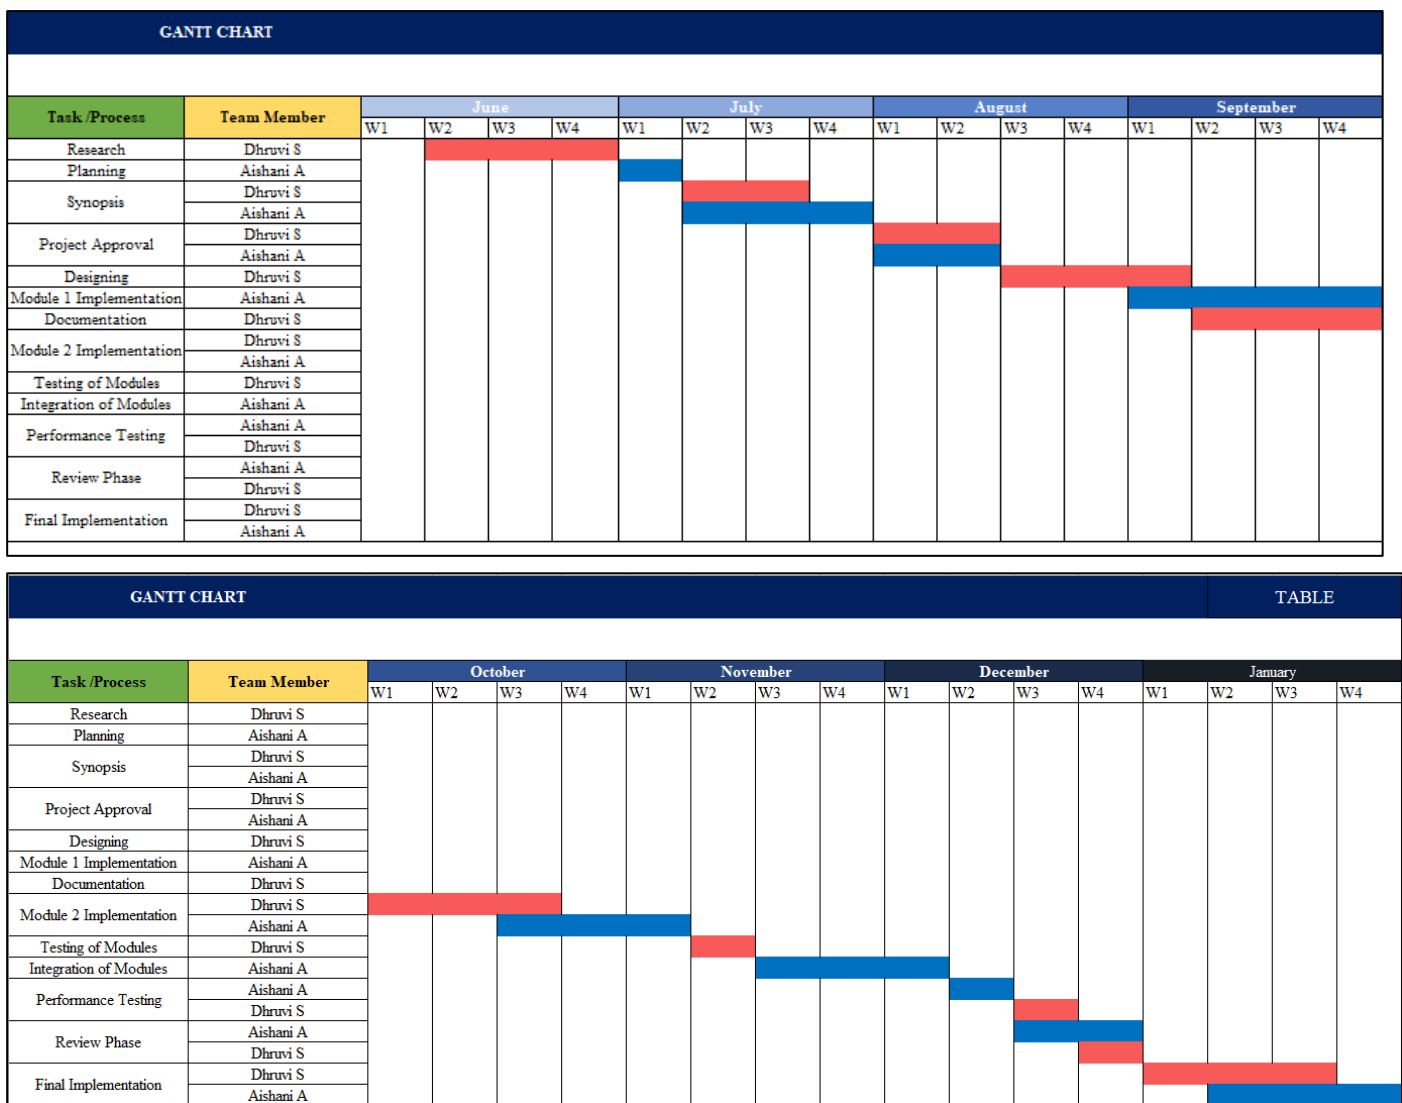 GANTT CHART
June July August September
Task /Process Team Member
W1 W2 W3 W4 W1 W2 W3 W4 W1 W2 W3 W4 W1 W2 W3 W4
Research Dhruvi S
Planning Aishani A
Synopsis Dhruvi S
Aishani A
Project Approval Dhruvi S
Aishani A
Designing Dhruvi S
Module 1 Implementation Aishani A
Documentation Dhruvi S
Module 2 Implementation Dhruvi S
Aishani A
Testing of Modules Dhruvi S
Integration of Modules Aishani A
Performance Testing Aishani A
Dhruvi S
Review Phase Aishani A
Dhruvi S
Final Implementation Dhruvi S
Aishani A
GANTT CHART TABLE
October November December January
Task /Process Team Member
W1 W2 W3 W4 W1 W2 W3 W4 W1 W2 W3 W4 W1 W2 W3 W4
Research Dhruvi S
Planning Aishani A
Synopsis Dhruvi S
Aishani A
Project Approval Dhruvi S
Aishani A
Designing Dhruvi S
Module 1 Implementation Aishani A
Documentation Dhruvi S
Module 2 Implementation Dhruvi S
Aishani A
Testing of Modules Dhruvi S
Integration of Modules Aishani A
Performance Testing Aishani A
Dhruvi S
Review Phase Aishani A
Dhruvi S
Final Implementation Dhruvi S
Aishani A